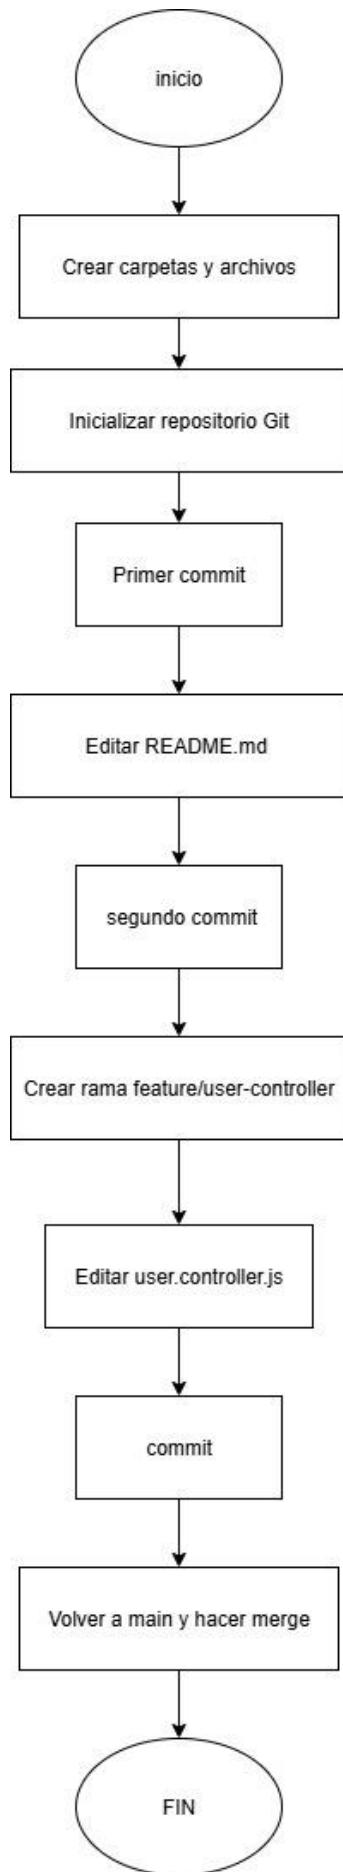 inicio
Crear carpetas y archivos
Inicializar repositorio Git
Primer commit
Editar README.md
segundo commit
Crear rama feature/user-controller
Editar user.controller.js
commit
Volver a main y hacer merge
FIN